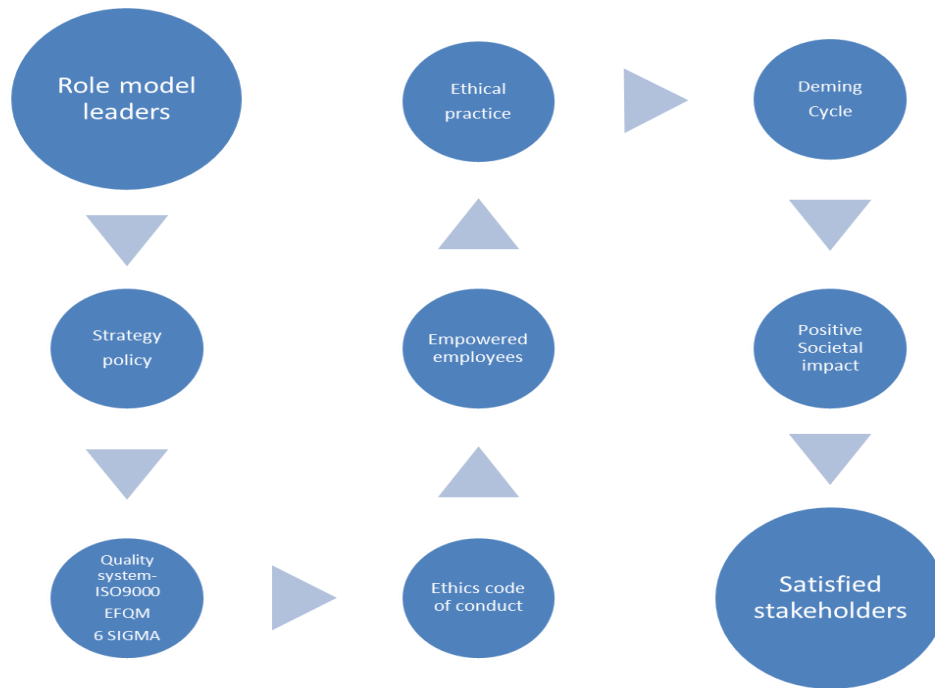 Role model
leaders
Strategy
policy
Quality
system-
ISO9000
EFQM
6 SIGMA
Ethics code
of conduct
Empowered
employees
Ethical
practice
Deming
Cycle
Positive
Societal
impact
Satisfied
stakeholders